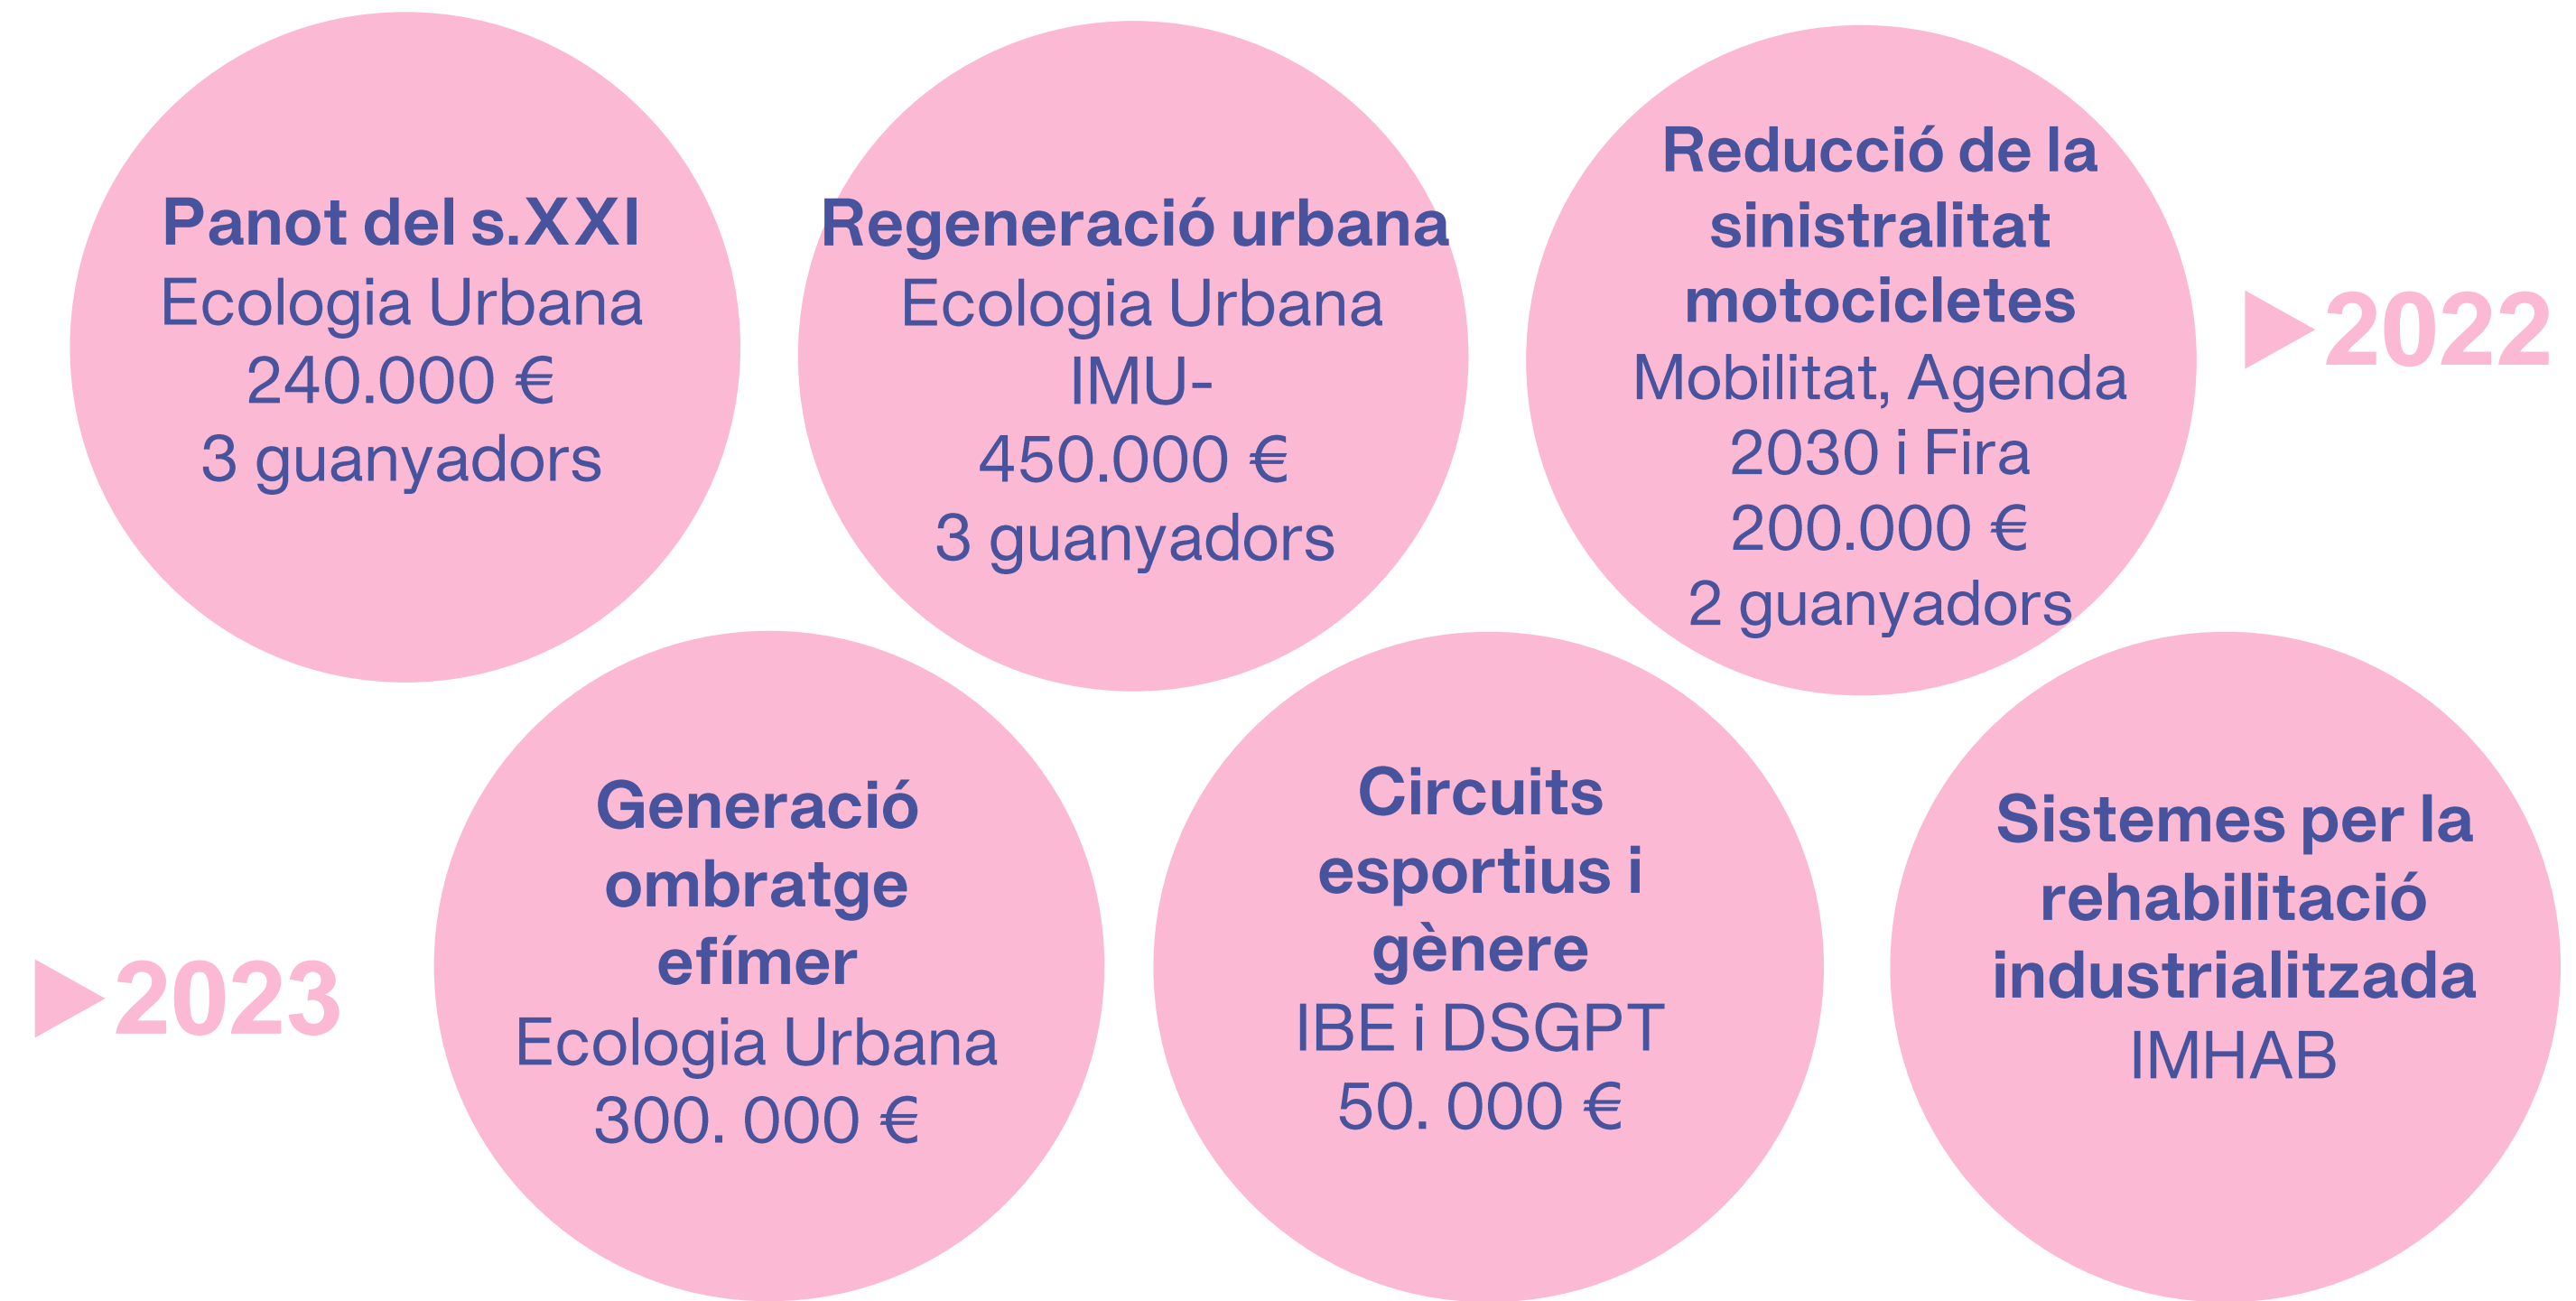 Panot del s.XXI
Ecologia Urbana
240.000 €
3 guanyadors
Regeneració urbana
Ecologia Urbana
IMU-
450.000 €
3 guanyadors
Reducció de la
sinistralitat
motocicletes
Mobilitat, Agenda
2030 i Fira
200.000 €
2 guanyadors
▶2022
▶2023
Generació
ombratge
efímer
Ecologia Urbana
300. 000 €
Circuits
esportius i
gènere
IBE i DSGPT
50. 000 €
Sistemes per la
rehabilitació
industrialitzada
IMHAB